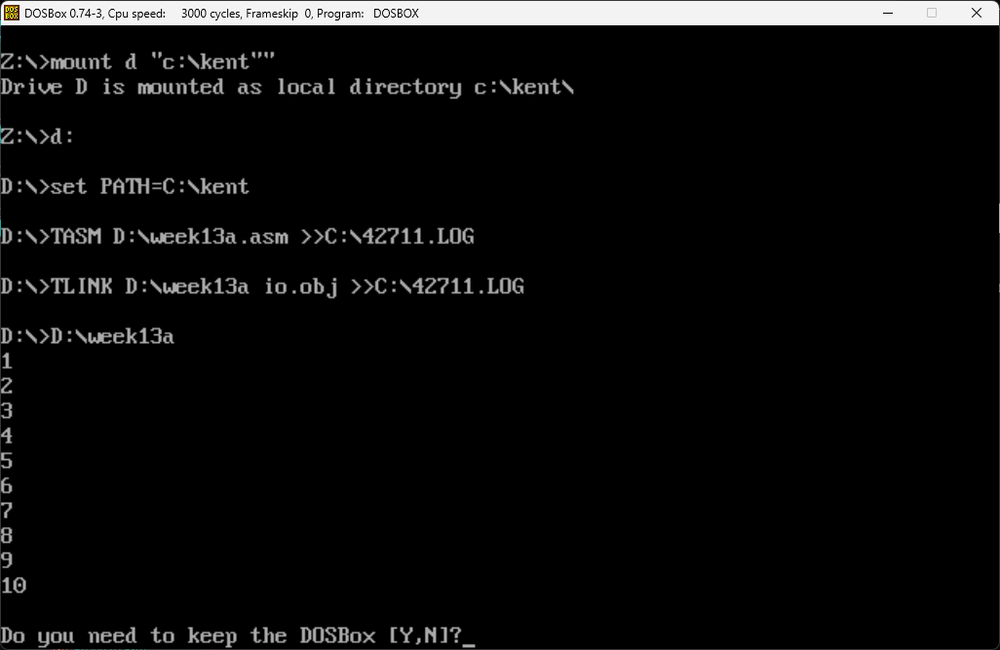 DOSBox 0.74-3, Cpu speed:    3000 cycles, Frameskip  0, Program:   DOSBOX
Z:\>mount d "c:\kent""
Drive D is mounted as local directory c:\kent\
Z:\>d:
D:\>set PATH=C:\kent
D:\>TASM D:\week13a.asm >>C:\42711.LOG
D:\>TLINK D:\week13a io.obj >>C:\42711.LOG
D:\>D:\week13a
1
2
3
4
5
6
7
8
9
10
Do you need to keep the DOSBox [Y,N]?_